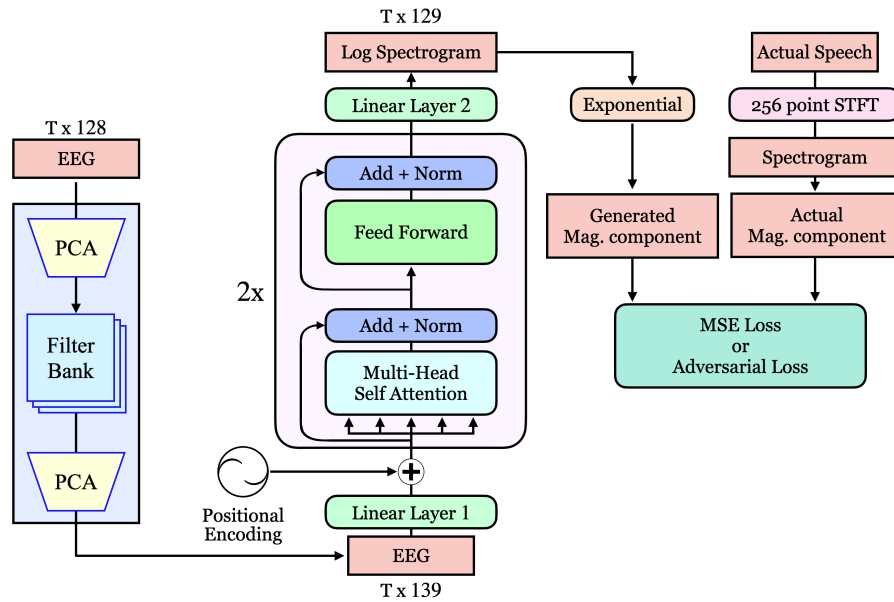 T x 128
EEG
PCA
Filter
Bank
PCA
T x 129
Log Spectrogram
Linear Layer 2
Add + Norm
Feed Forward
2x
Add + Norm
Multi-Head
Self Attention
Positional
Encoding
Linear Layer 1
EEG
T x 139
Exponential
Generated
Mag. component
Actual Speech
256 point STFT
Spectrogram
Actual
Mag. component
MSE Loss
or
Adversarial Loss